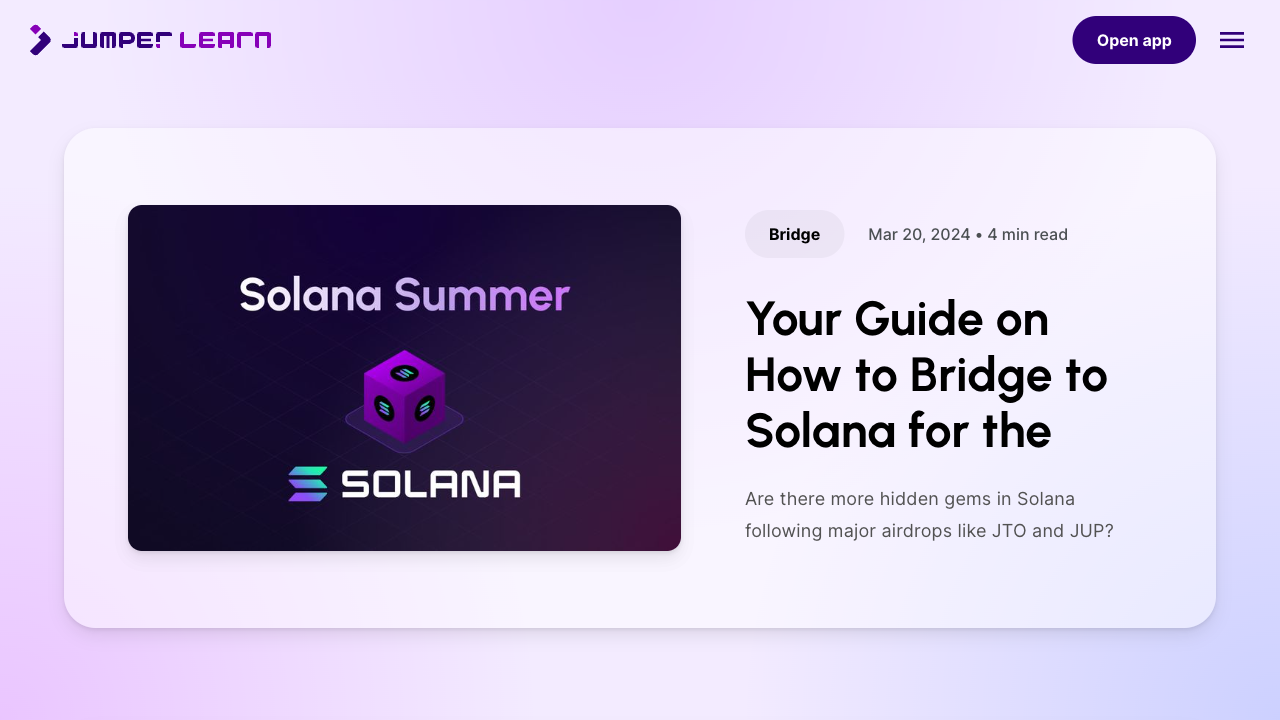 JUMPER LEARN
Open app
Solana Summer
SOLANA
Bridge
Mar 20, 2024 • 4 min read
Your Guide on
How to Bridge to
Solana for the
Are there more hidden gems in Solana
following major airdrops like JTO and JUP?